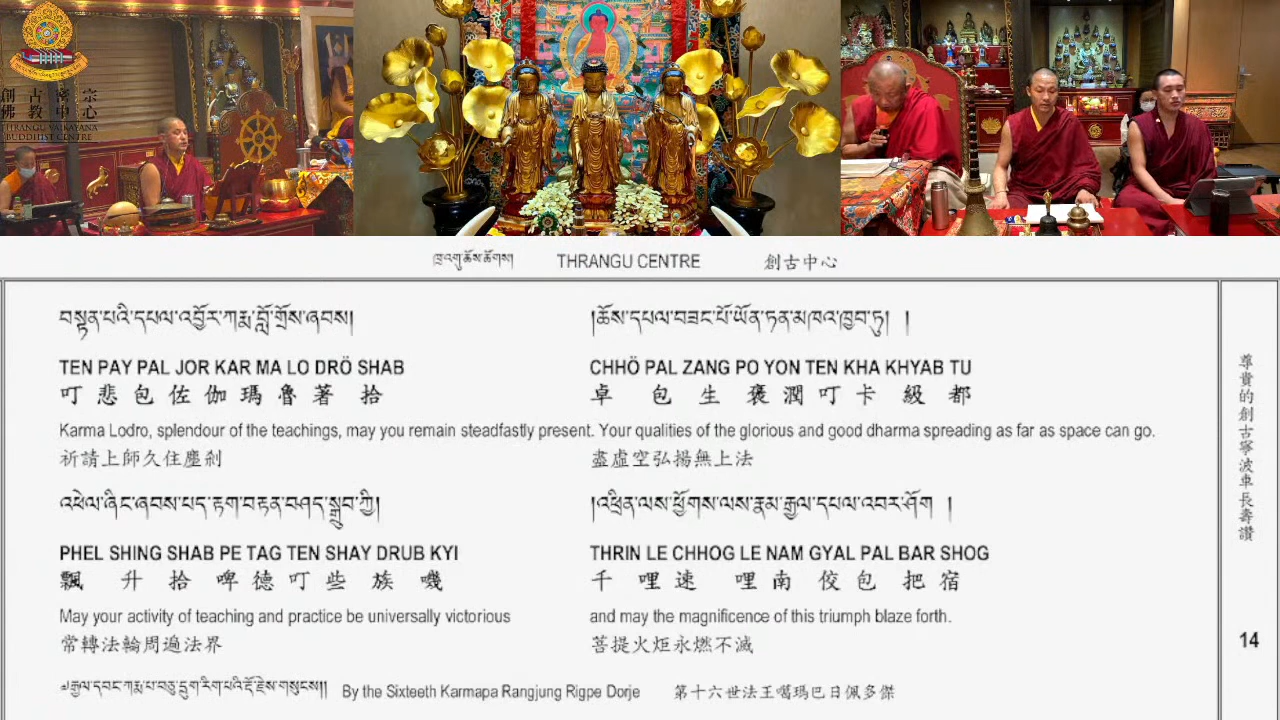 創古密宗
佛教中心
THRANGU VAJRAYANA
BUDDHIST CENTRE
ཁྲ་འགུ་ཆོས་ཚོགས། THRANGU CENTRE 創古中心
བསྟན་པའི་དཔལ་འབྱོར་ཀརྨ་བློ་གྲོས་ཞབས། །ཆོས་དཔལ་བཟང་པོ་ཡོན་ཏན་མཁའ་ཁྱབ་ཏུ། །
TEN PAY PAL JOR KAR MA LO DRÖ SHAB CHHÖ PAL ZANG PO YON TEN KHA KHYAB TU
叮 悲 包 佐 伽 瑪 魯 著 拾 卓 包 生 褒 潤 叮 卡 級 都
Karma Lodro, splendour of the teachings, may you remain steadfastly present. Your qualities of the glorious and good dharma spreading as far as space can go.
祈請上師久住塵剎 盡虛空弘揚無上法
འཕེལ་ཞིང་ཞབས་པད་རྟག་བརྟན་བཤད་སྒྲུབ་ཀྱི། །འཕྲིན་ལས་ཕྱོགས་ལས་རྣམ་རྒྱལ་དཔལ་འབར་ཤོག །
PHEL SHING SHAB PE TAG TEN SHAY DRUB KYI THRIN LE CHHOG LE NAM GYAL PAL BAR SHOG
飄 升 拾 啤 德 叮 些 族 嘰 千 哩 速 哩 南 佼 包 把 宿
May your activity of teaching and practice be universally victorious and may the magnificence of this triumph blaze forth.
常轉法輪周遍法界 菩提火炬永燃不滅
རྒྱལ་དབང་ཀརྨ་པ་བཅུ་དྲུག་རིག་པའི་རྡོ་རྗེས་གསུངས།། By the Sixteeth Karmapa Rangjung Rigpe Dorje 第十六世法王噶瑪巴日佩多傑
尊貴的創古寧波車長壽讚
14